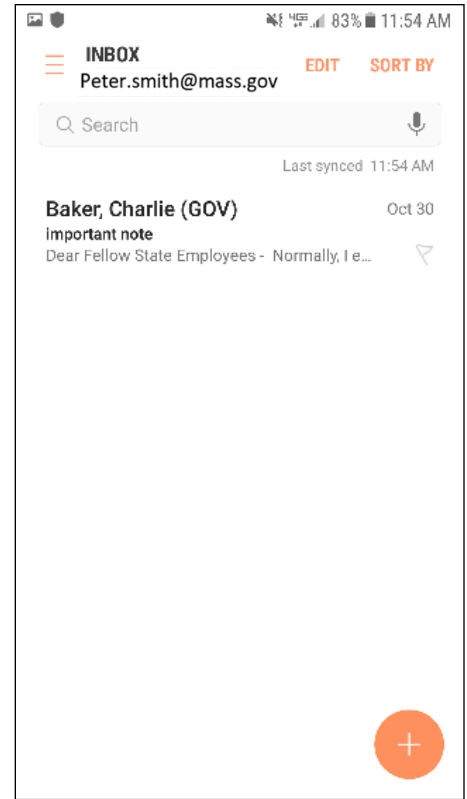 83% 11:54 AM
INBOX
Peter.smith@mass.gov
EDIT
SORT BY
Search
Last synced 11:54 AM
Baker, Charlie (GOV)
Oct 30
important note
Dear Fellow State Employees - Normally, I e...